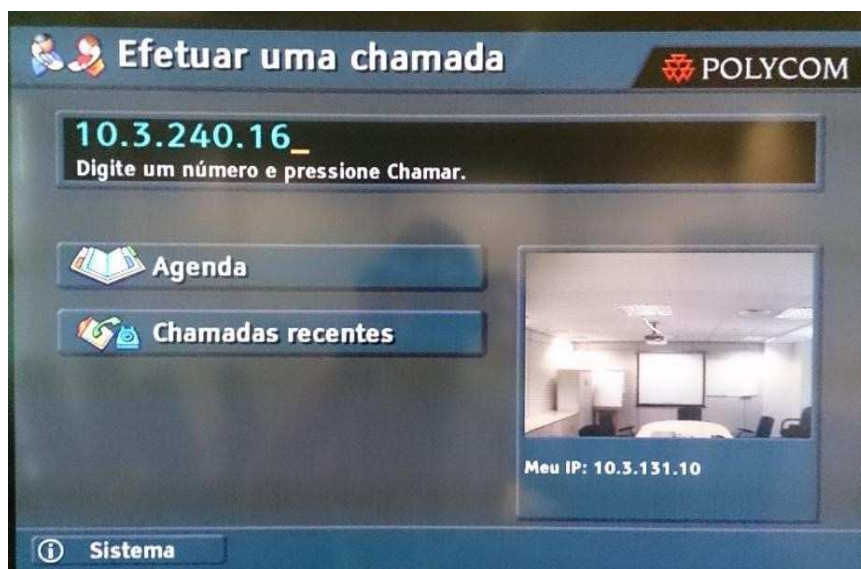 Efetuar uma chamada
POLYCOM
10.3.240.16_
Digite um número e pressione Chamar.
Agenda
Chamadas recentes
Meu IP: 10.3.131.10
Sistema